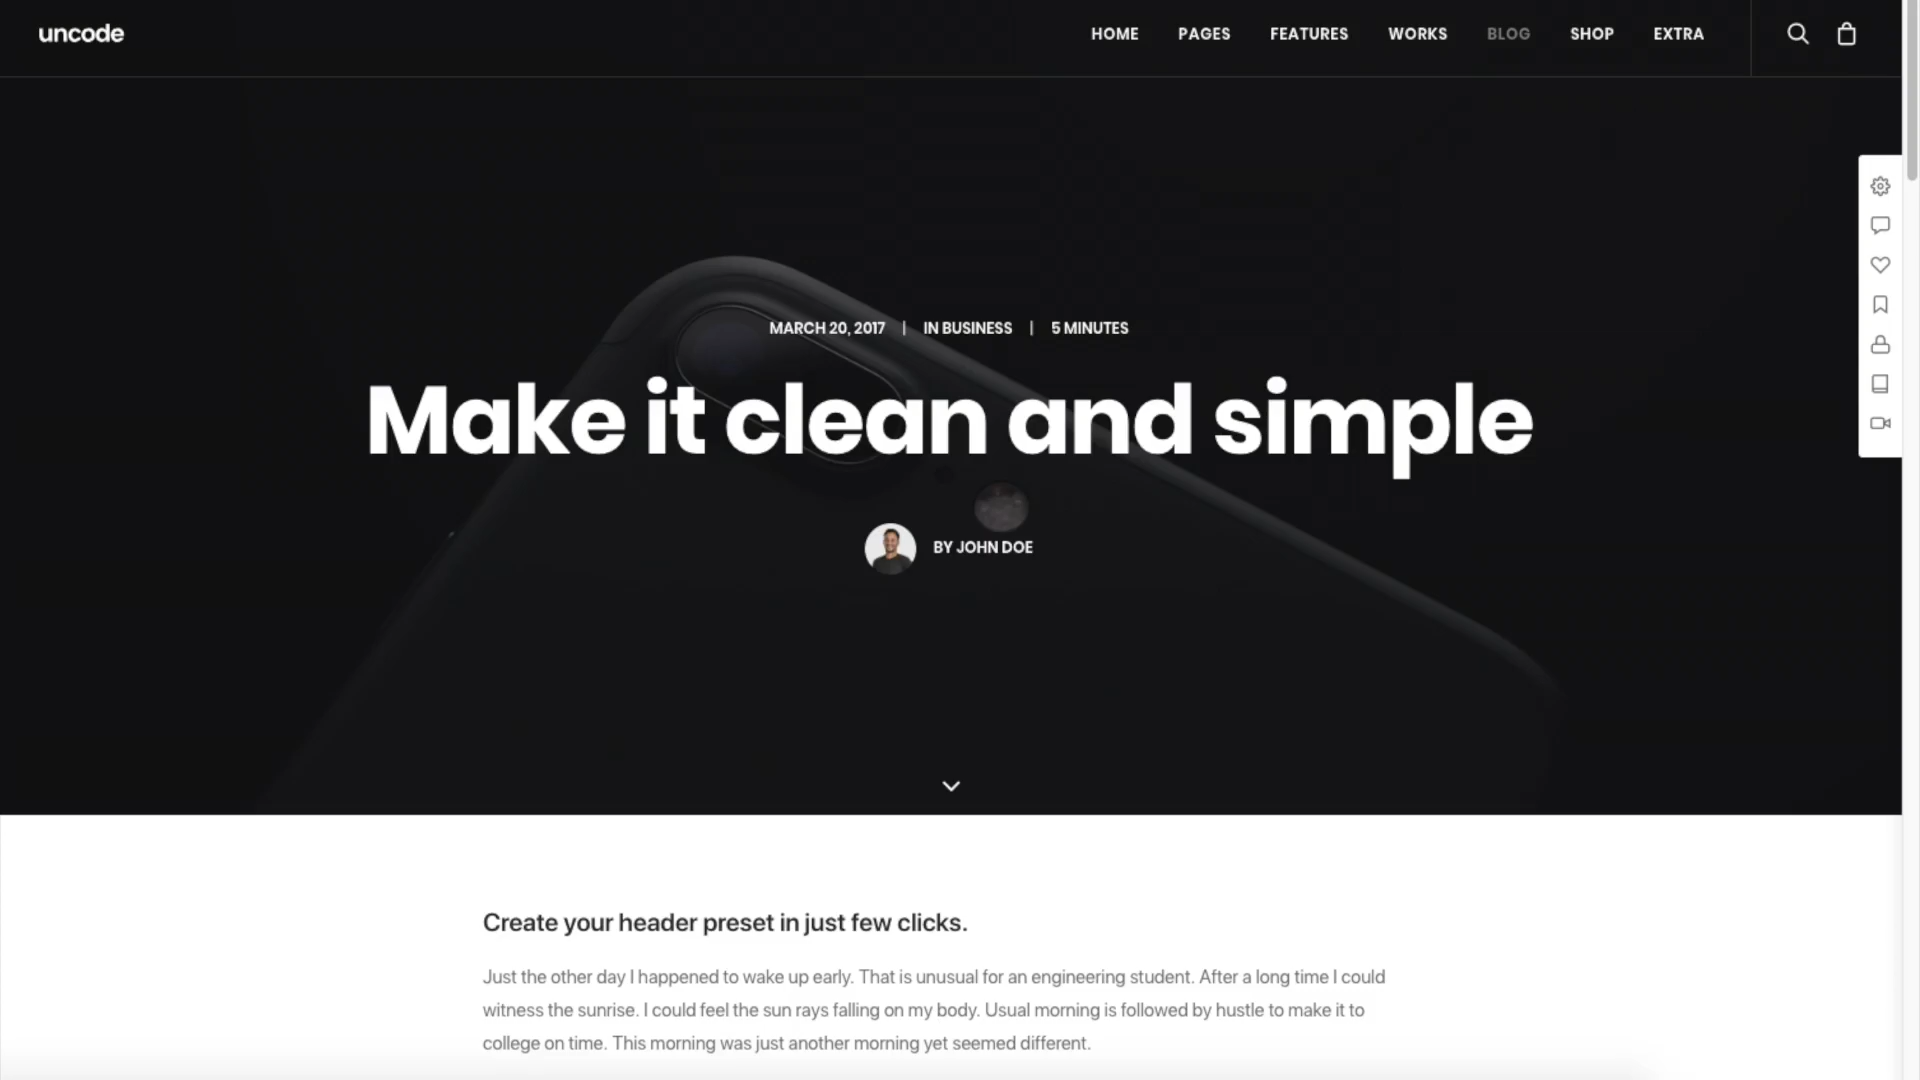 uncode
HOME PAGES FEATURES WORKS BLOG SHOP EXTRA
MARCH 20, 2017 | IN BUSINESS | 5 MINUTES
Make it clean and simple
BY JOHN DOE
Create your header preset in just few clicks.
Just the other day I happened to wake up early. That is unusual for an engineering student. After a long time I could
witness the sunrise. I could feel the sun rays falling on my body. Usual morning is followed by hustle to make it to
college on time. This morning was just another morning yet seemed different.